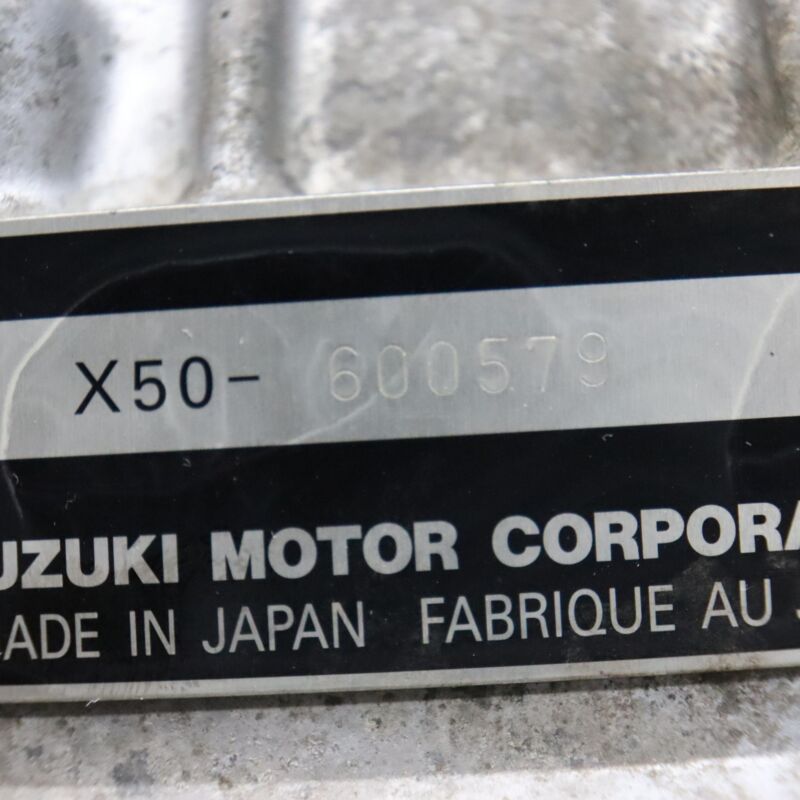 X50- 600579
UZUKI MOTOR CORPORA
ADE IN JAPAN FABRIQUE AU J